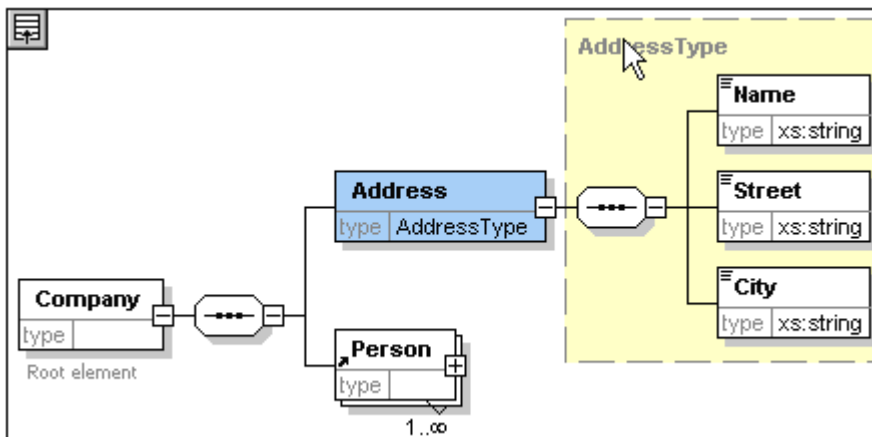 AddressType
Name
type xs:string
Address
type AddressType
Street
type xs:string
City
type xs:string
Company
type
Root element
Person
type
1..∞